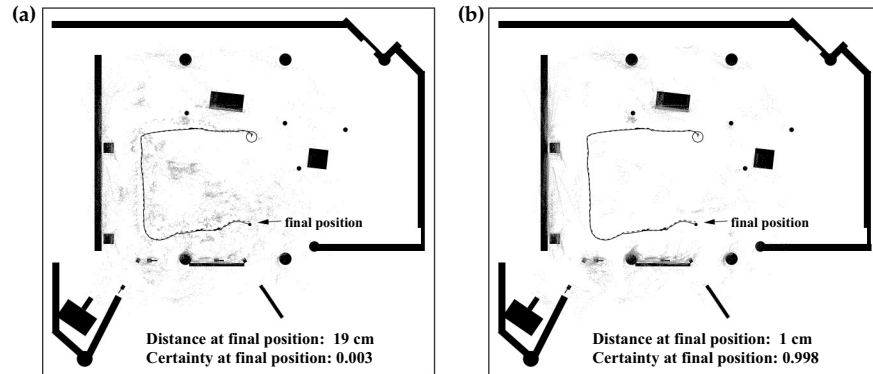 (a)
final position
Distance at final position: 19 cm
Certainty at final position: 0.003
(b)
final position
Distance at final position: 1 cm
Certainty at final position: 0.998